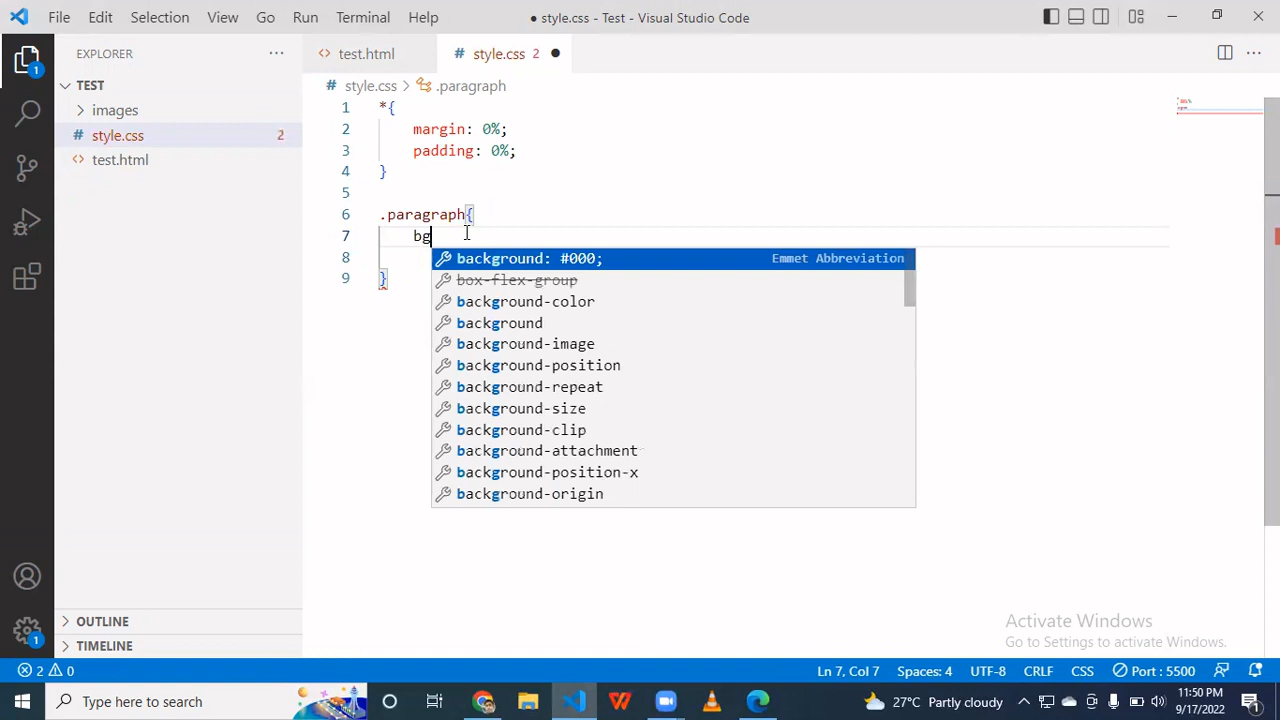 File Edit Selection View Go Run Terminal Help
● style.css - Test - Visual Studio Code
EXPLORER
test.html
style.css 2 ●
TEST
style.css > .paragraph
images
style.css 2
test.html
1 *{
2 margin: 0%;
3 padding: 0%;
4 }
5
6 .paragraph{
7 bg
8
9 }
background: #000; Emmet Abbreviation
box-flex-group
background-color
background
background-image
background-position
background-repeat
background-size
background-clip
background-attachment
background-position-x
background-origin
1
1
OUTLINE
TIMELINE
Activate Windows
Go to Settings to activate Windows.
2 0
Ln 7, Col 7 Spaces: 4 UTF-8 CRLF CSS Port : 5500
Type here to search
27°C Partly cloudy
11:50 PM
9/17/2022
1